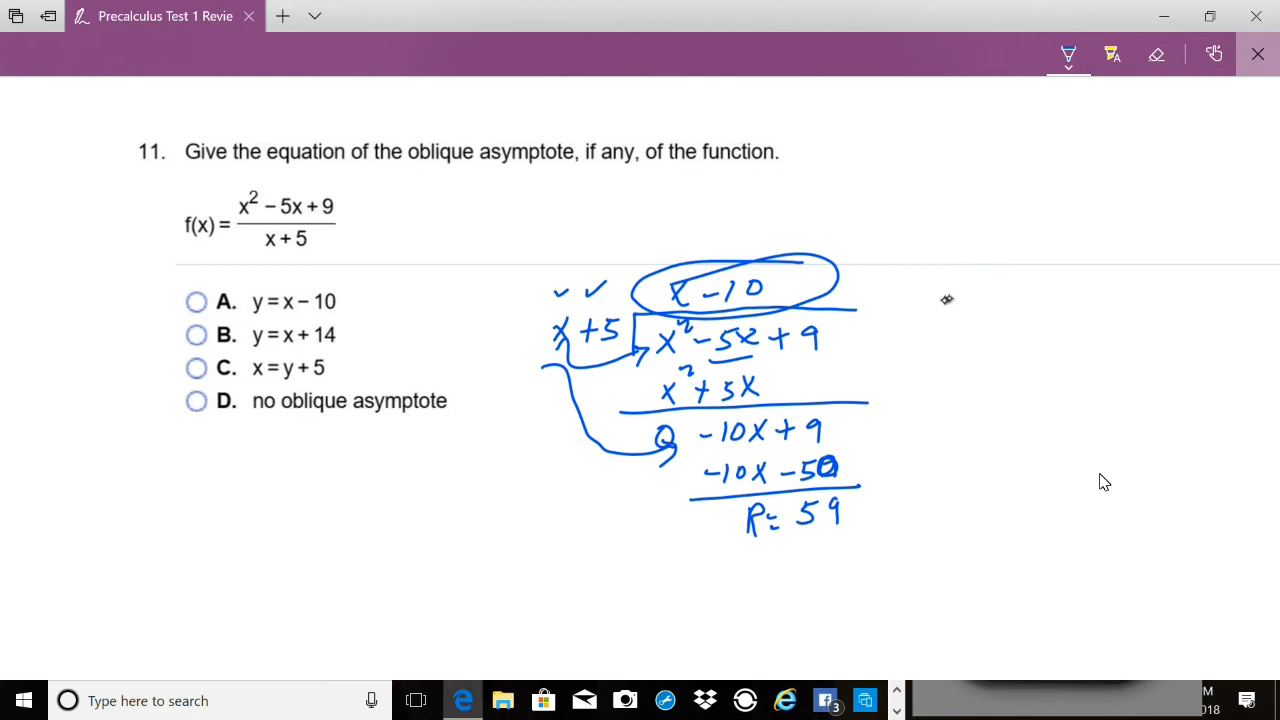 Precalculus Test 1 Revie
11. Give the equation of the oblique asymptote, if any, of the function.
f(x) = x² − 5x + 9 / x + 5
A. y = x − 10
B. y = x + 14
C. x = y + 5
D. no oblique asymptote
x − 10
x + 5 x² − 5x + 9
x² + 5x
0 − 10x + 9
− 10x − 50
R = 59
Type here to search
3
M
018